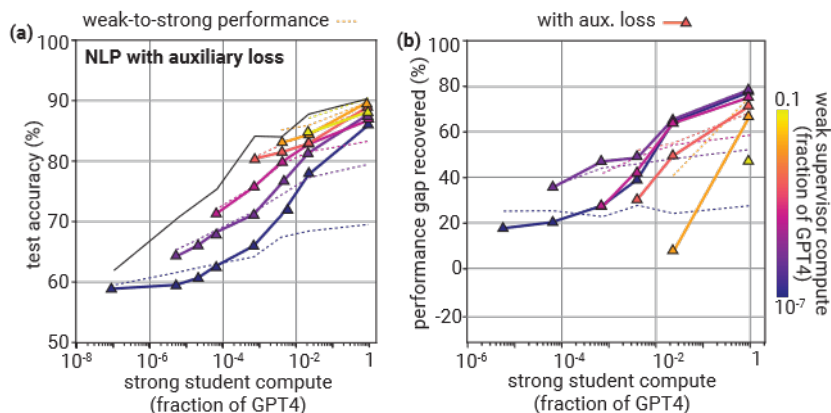 weak-to-strong performance
with aux. loss
(a)
NLP with auxiliary loss
test accuracy (%)
100
90
80
70
60
50
10-8
10-6
10-4
10-2
1
strong student compute
(fraction of GPT4)
(b)
performance gap recovered (%)
100
80
60
40
20
0
-20
10-6
10-4
10-2
1
strong student compute
(fraction of GPT4)
0.1
10-7
weak supervisor compute
(fraction of GPT4)